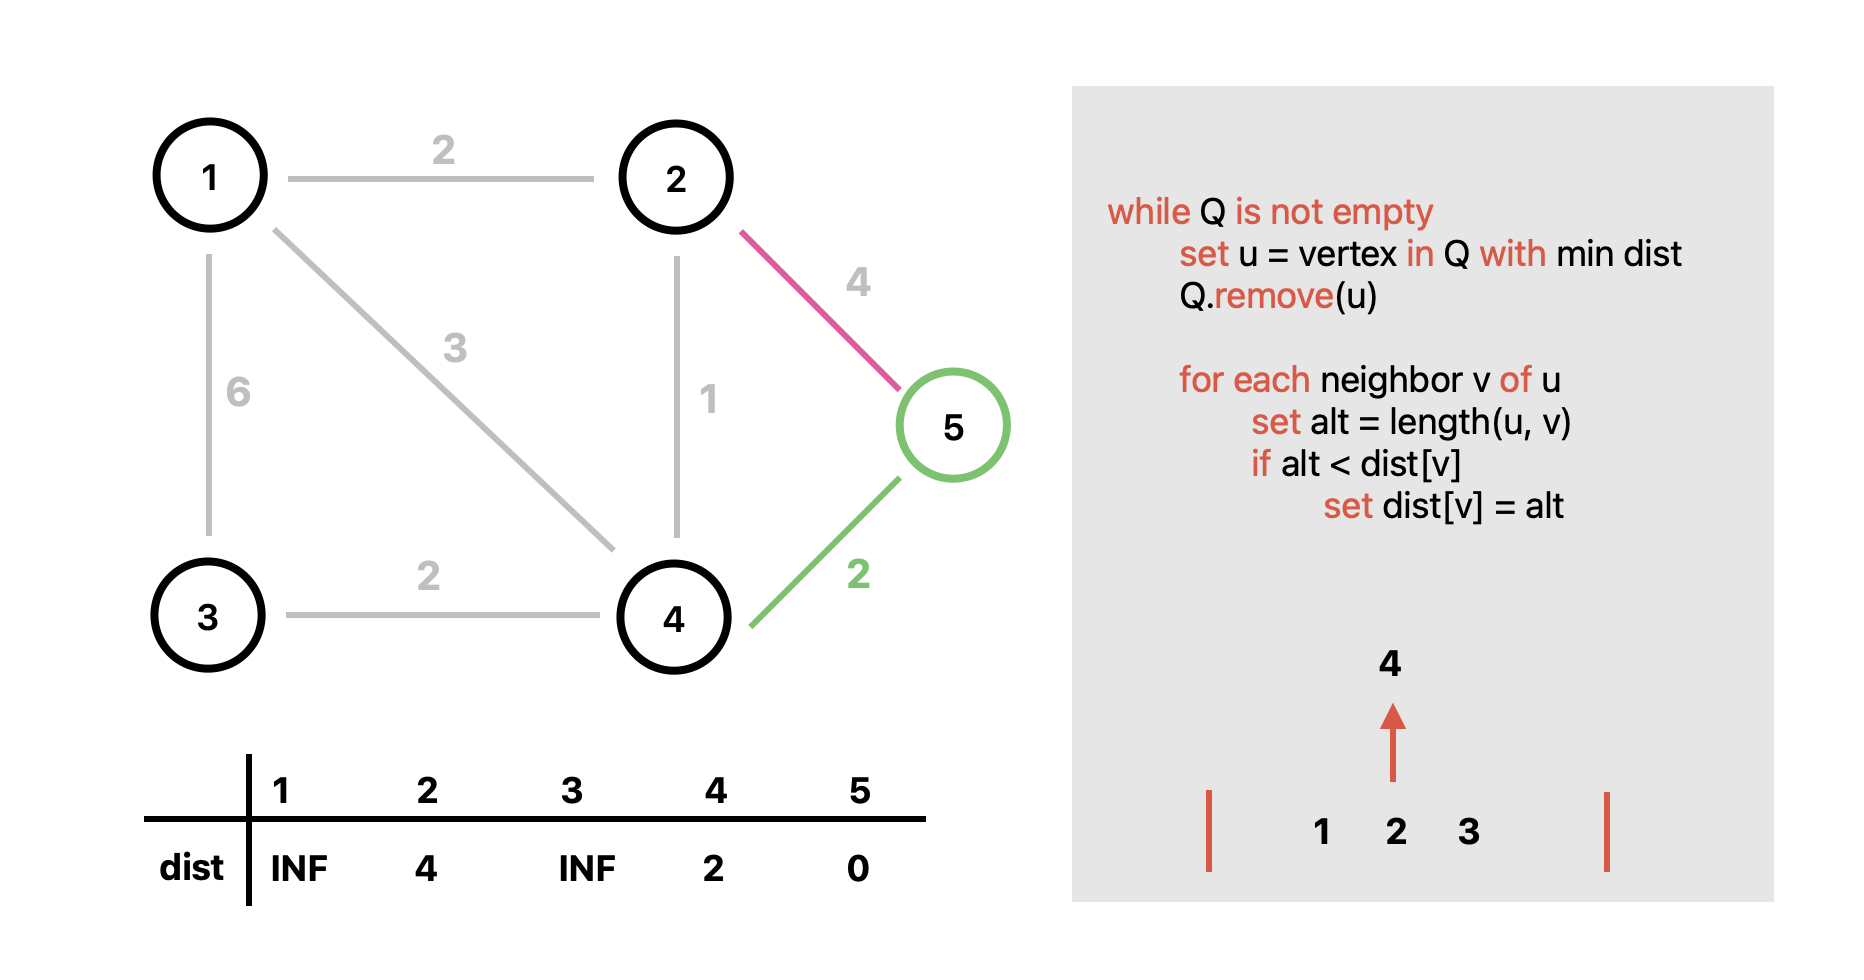 1
2
2
4
3
6
1
5
2
2
3
4
1 2 3 4 5
dist INF 4 INF 2 0
while Q is not empty
set u = vertex in Q with min dist
Q.remove(u)
for each neighbor v of u
set alt = length(u, v)
if alt < dist[v]
set dist[v] = alt
4
1 2 3